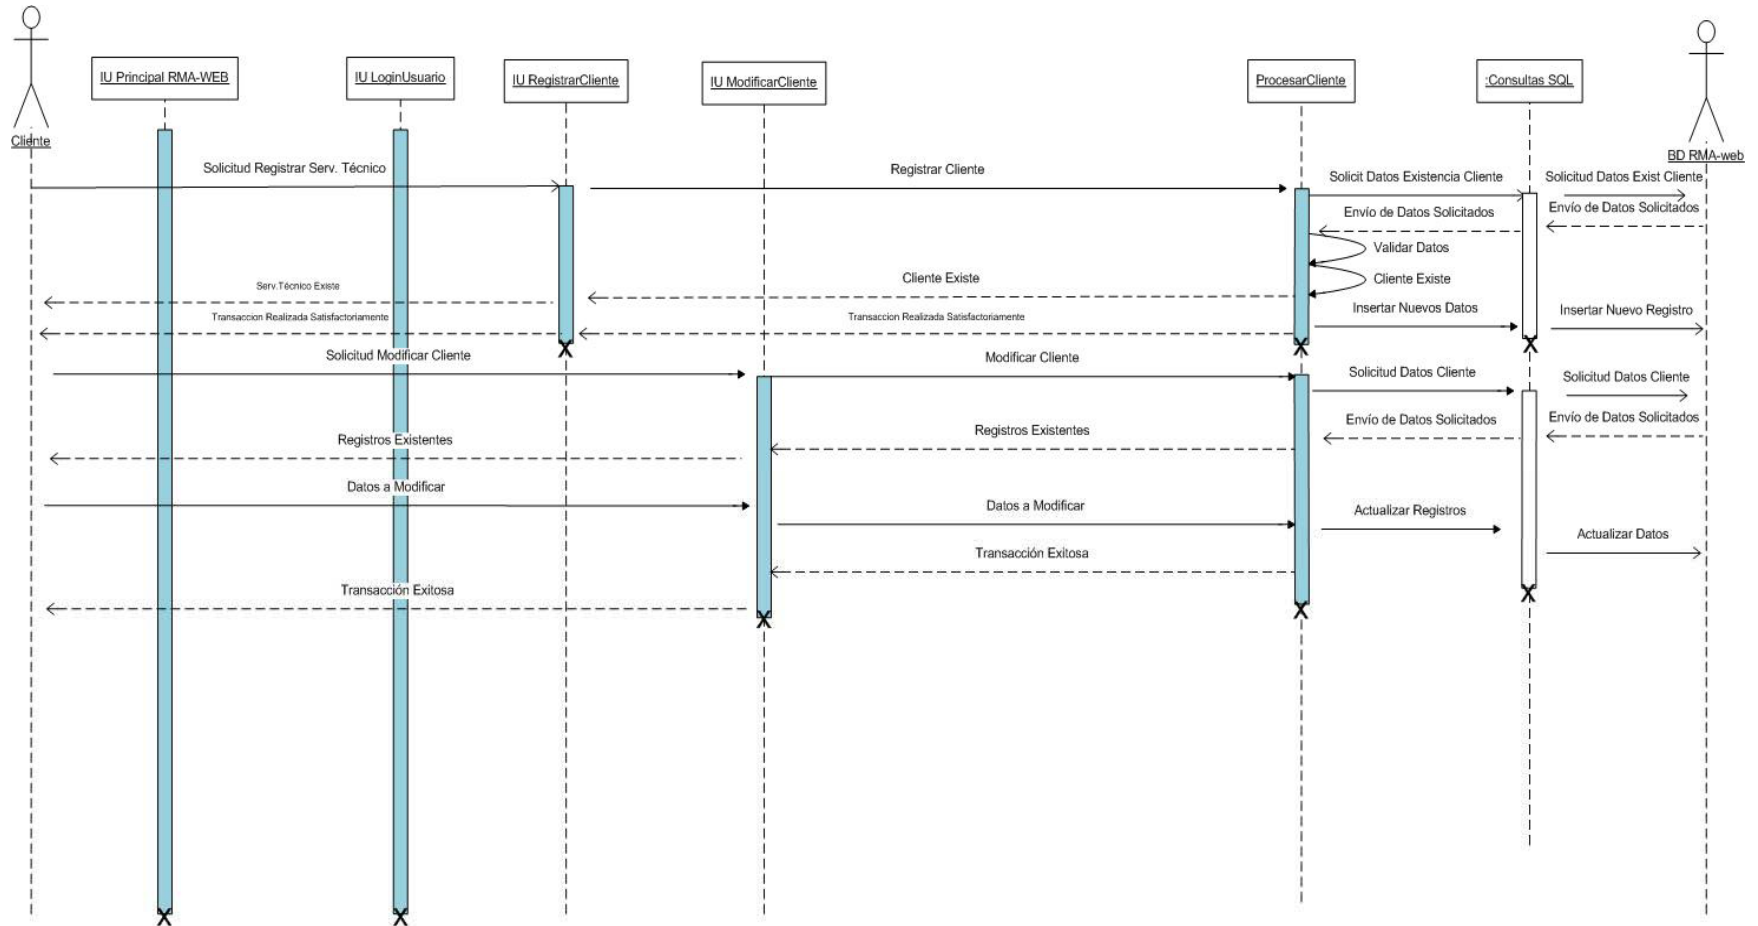 IU Principal RMA-WEB
IU LoginUsuario
IU RegistrarCliente
IU ModificarCliente
ProcesarCliente
:Consultas SQL
Cliente
BD RMA-web
Solicitud Registrar Serv. Técnico
Registrar Cliente
Solicit Datos Existencia Cliente
Solicitud Datos Exist Cliente
Envío de Datos Solicitados
Envío de Datos Solicitados
Validar Datos
Cliente Existe
Cliente Existe
Serv.Técnico Existe
Insertar Nuevos Datos
Insertar Nuevo Registro
Transaccion Realizada Satisfactoriamente
Transaccion Realizada Satisfactoriamente
Solicitud Modificar Cliente
Modificar Cliente
Solicitud Datos Cliente
Solicitud Datos Cliente
Envío de Datos Solicitados
Envío de Datos Solicitados
Registros Existentes
Registros Existentes
Datos a Modificar
Datos a Modificar
Actualizar Registros
Actualizar Datos
Transacción Exitosa
Transacción Exitosa